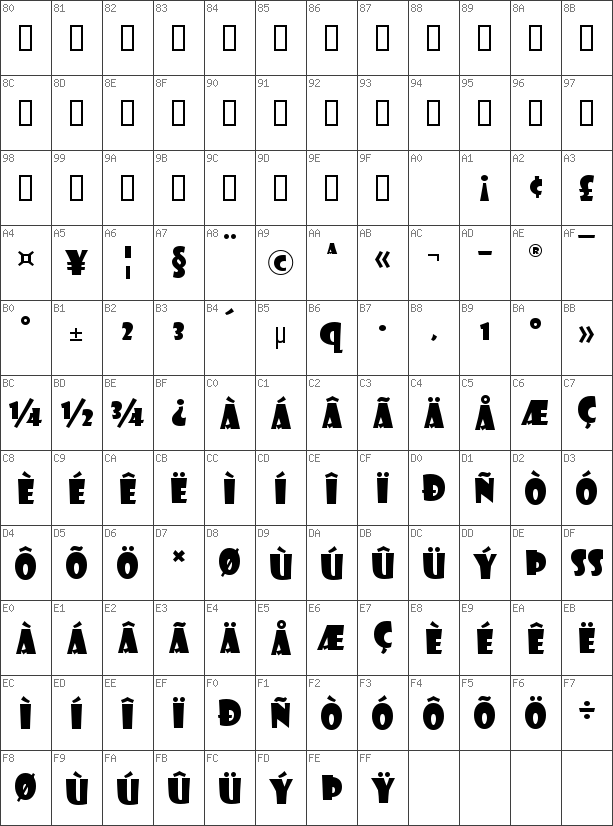 80 81 82 83 84 85 86 87 88 89 8A 8B
8C 8D 8E 8F 90 91 92 93 94 95 96 97
98 99 9A 9B 9C 9D 9E 9F A0 A1 A2 A3
¡ ¢ £
A4 A5 A6 A7 A8 A9 AA AB AC AD AE AF
¤ ¥ ¦ § ¨ © ª « ¬ - ® ¯
B0 B1 B2 B3 B4 B5 B6 B7 B8 B9 BA BB
° ± ² ³ ´ µ ¶ · ¸ ¹ º »
BC BD BE BF C0 C1 C2 C3 C4 C5 C6 C7
¼ ½ ¾ ¿ À Á Â Ã Ä Å Æ Ç
C8 C9 CA CB CC CD CE CF D0 D1 D2 D3
È É Ê Ë Ì Í Î Ï Ð Ñ Ò Ó
D4 D5 D6 D7 D8 D9 DA DB DC DD DE DF
Ô Õ Ö × Ø Ù Ú Û Ü Ý Þ SS
E0 E1 E2 E3 E4 E5 E6 E7 E8 E9 EA EB
À Á Â Ã Ä Å Æ Ç È É Ê Ë
EC ED EE EF F0 F1 F2 F3 F4 F5 F6 F7
Ì Í Î Ï Ð Ñ Ò Ó Ô Õ Ö ÷
F8 F9 FA FB FC FD FE FF
Ø Ù Ú Û Ü Ý Þ Ÿ